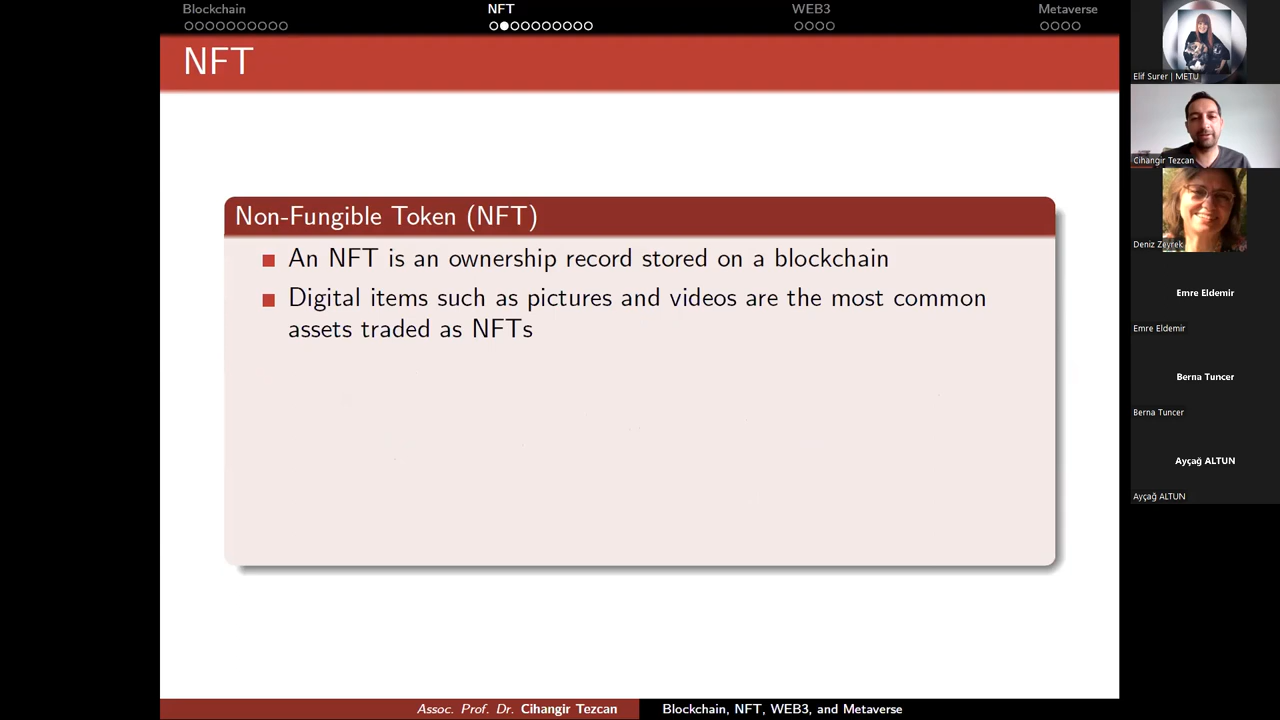 Blockchain
NFT
WEB3
Metaverse
NFT
Non-Fungible Token (NFT)
An NFT is an ownership record stored on a blockchain
Digital items such as pictures and videos are the most common
assets traded as NFTs
Assoc. Prof. Dr. Cihangir Tezcan
Blockchain, NFT, WEB3, and Metaverse
Elif Surer | METU
Cihangir Tezcan
Deniz Zeyrek
Emre Eldemir
Emre Eldemir
Berna Tuncer
Berna Tuncer
Ayçağ ALTUN
Ayçağ ALTUN